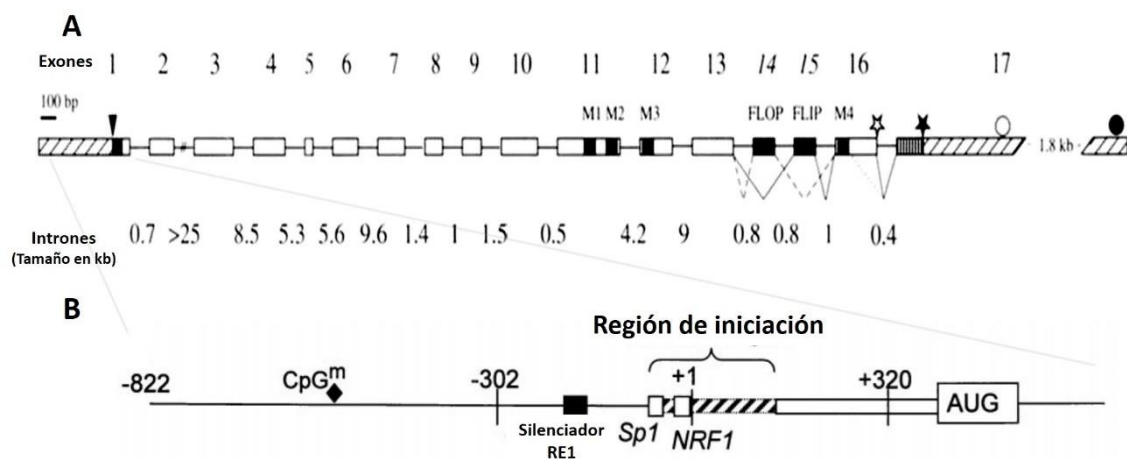 A
Exones 1 2 3 4 5 6 7 8 9 10 11 12 13 14 15 16 17
100 bp M1 M2 M3 FLOP FLIP M4
1.8 kb
Intrones 0.7 >25 8.5 5.3 5.6 9.6 1.4 1 1.5 0.5 4.2 9 0.8 0.8 1 0.4
(Tamaño en kb)
B
Región de iniciación
-822 CpGm -302 +1 +320
AUG
Silenciador Sp1 NRF1
RE1